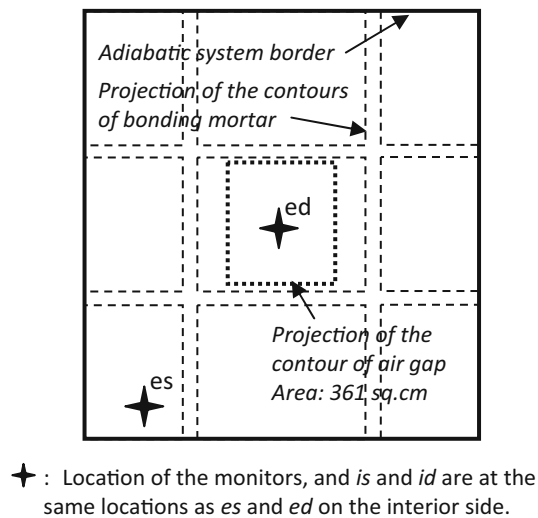 Adiabatic system border
Projection of the contours
of bonding mortar
ed
Projection of the
contour of air gap
Area: 361 sq.cm
es
: Location of the monitors, and is and id are at the
same locations as es and ed on the interior side.